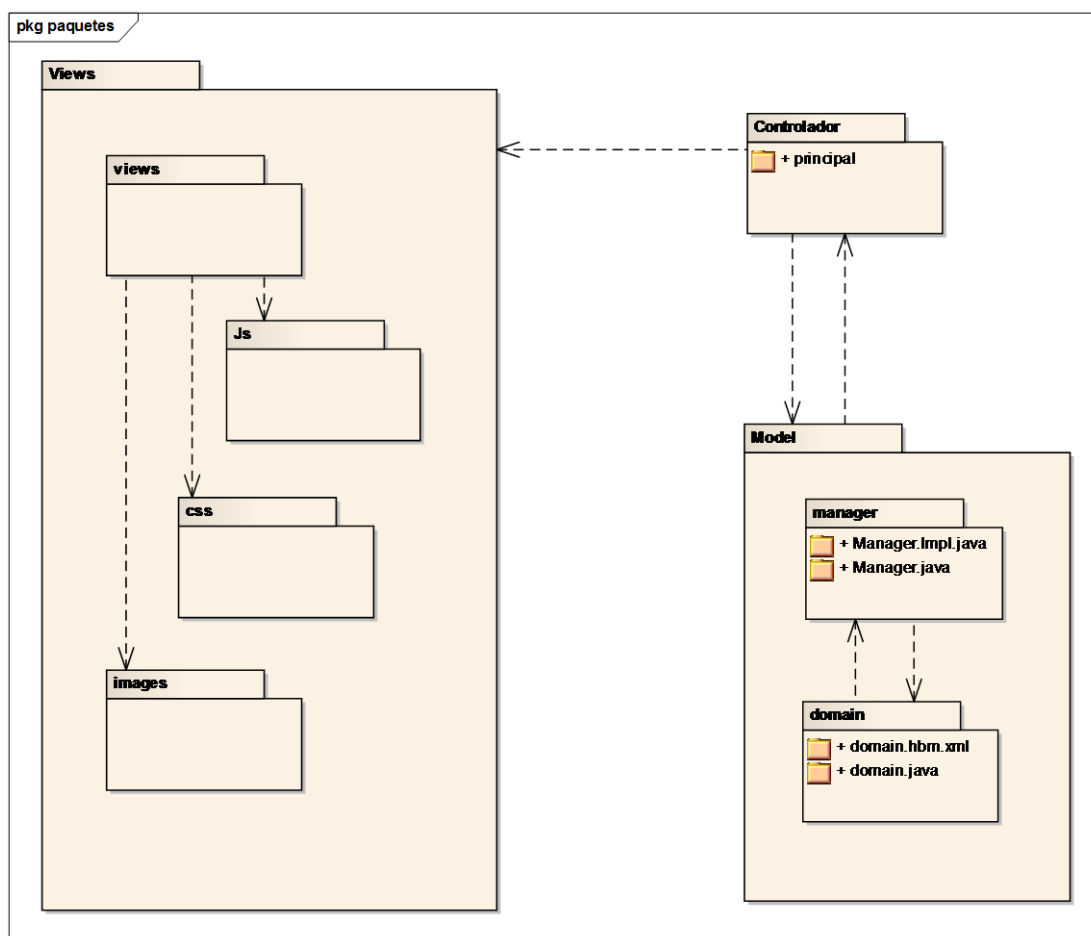 pkg paquetes
Views
views
Js
css
images
Controlador
+ principal
Model
manager
+ Manager.Impl.java
+ Manager.java
domain
+ domain.hbm.xml
+ domain.java